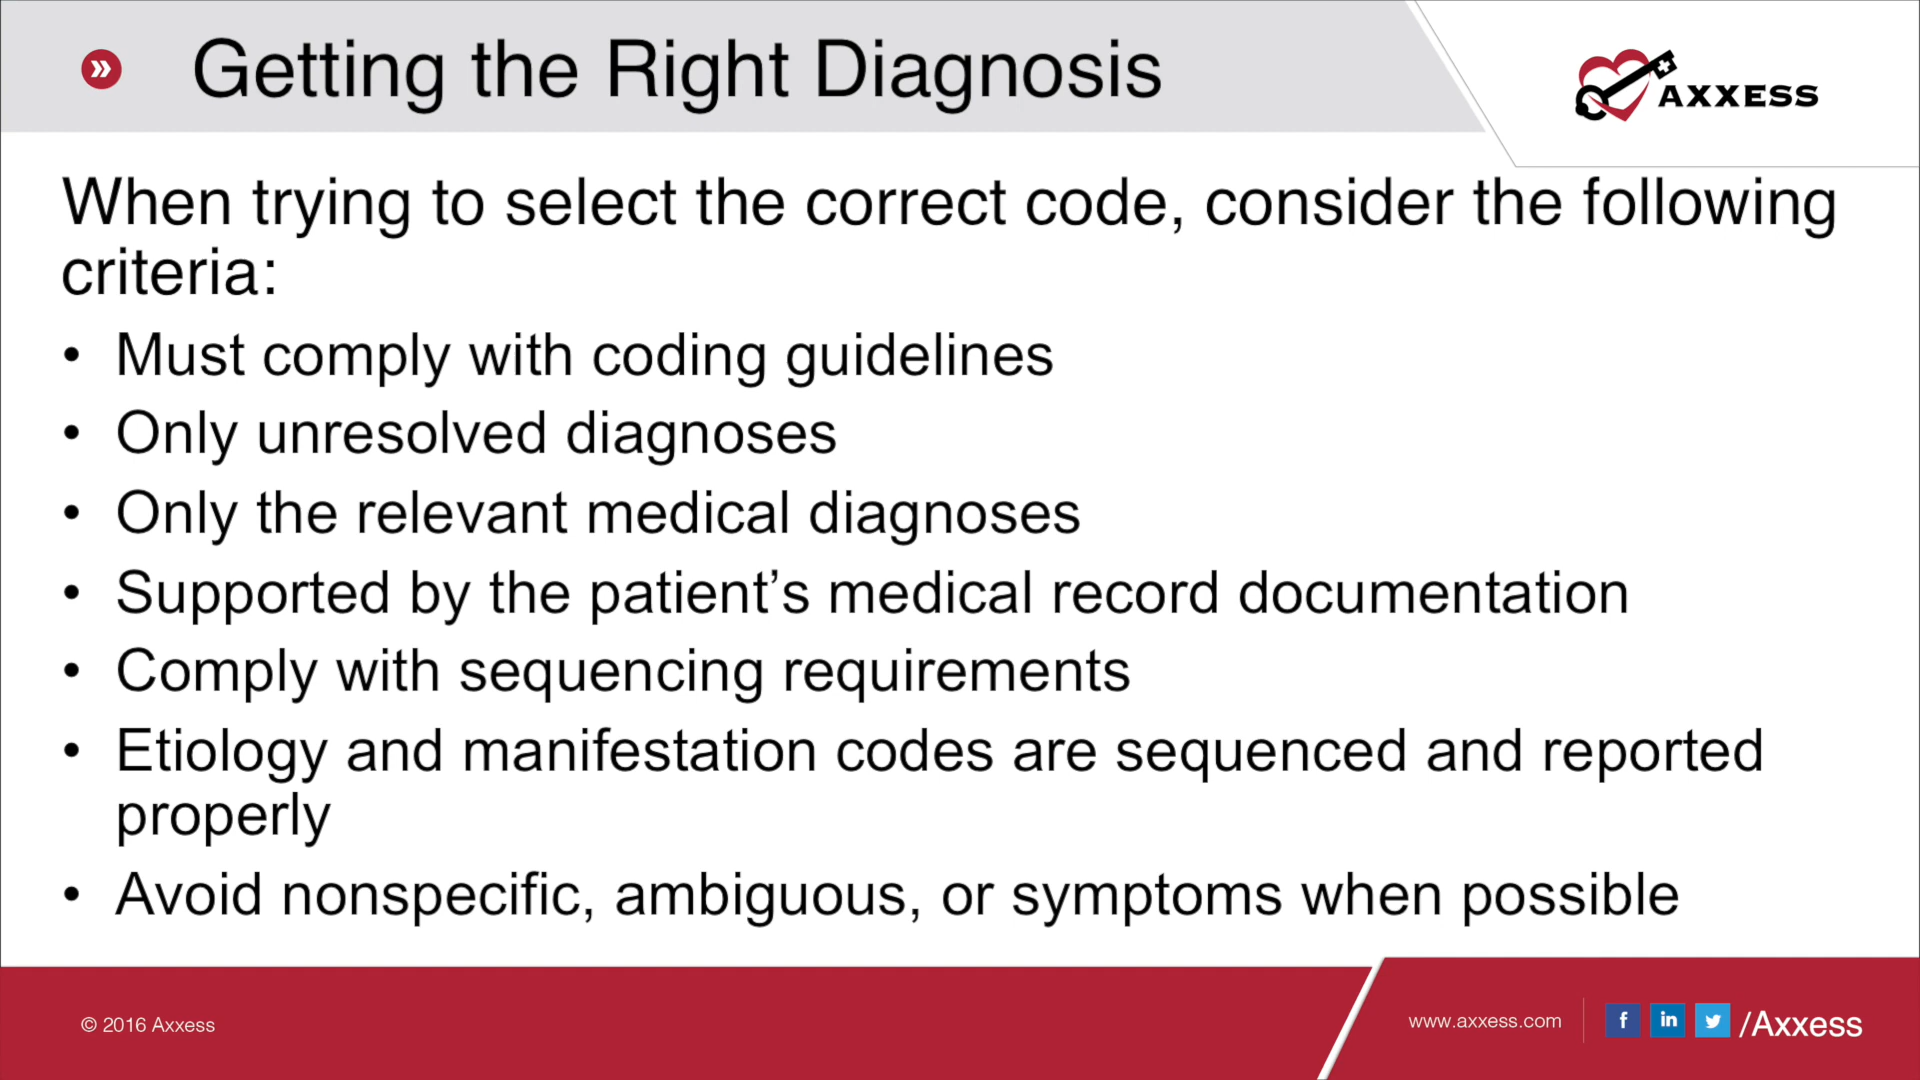 Getting the Right Diagnosis
AXXESS
When trying to select the correct code, consider the following
criteria:
• Must comply with coding guidelines
• Only unresolved diagnoses
• Only the relevant medical diagnoses
• Supported by the patient’s medical record documentation
• Comply with sequencing requirements
• Etiology and manifestation codes are sequenced and reported
properly
• Avoid nonspecific, ambiguous, or symptoms when possible
© 2016 Axxess
www.axxess.com
/Axxess